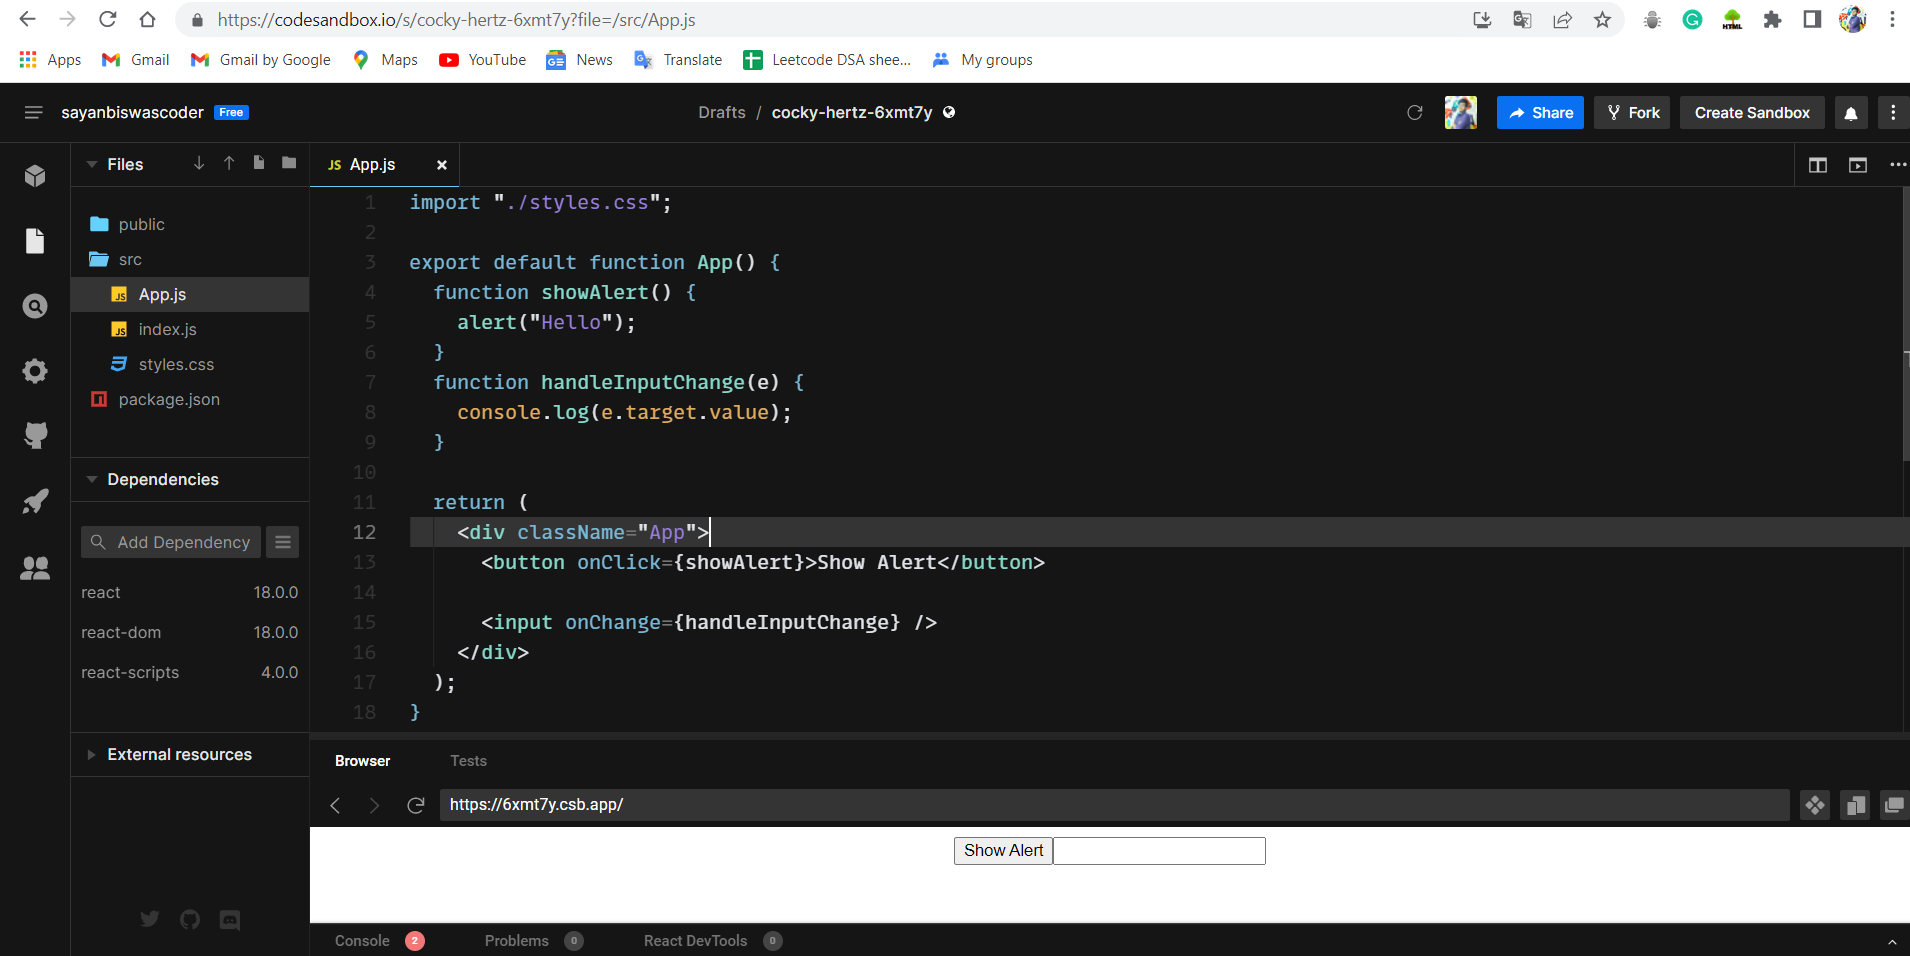 https://codesandbox.io/s/cocky-hertz-6xmt7y?file=/src/App.js
Apps Gmail Gmail by Google Maps YouTube News Translate Leetcode DSA shee... My groups
sayanbiswascoder Free Drafts / cocky-hertz-6xmt7y Share Fork Create Sandbox
Files JS App.js
public
src
JS App.js
JS index.js
styles.css
package.json
Dependencies
Add Dependency
react 18.0.0
react-dom 18.0.0
react-scripts 4.0.0
External resources
1 import "./styles.css";
2
3 export default function App() {
4 function showAlert() {
5 alert("Hello");
6 }
7 function handleInputChange(e) {
8 console.log(e.target.value);
9 }
10
11 return (
12 <div className="App">
13 <button onClick={showAlert}>Show Alert</button>
14
15 <input onChange={handleInputChange} />
16 </div>
17 );
18 }
Browser Tests
https://6xmt7y.csb.app/
Show Alert
Console 2 Problems 0 React DevTools 0